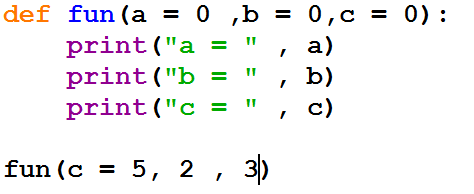 def fun(a = 0 ,b = 0,c = 0):
    print("a = " , a)
    print("b = " , b)
    print("c = " , c)

fun(c = 5, 2 , 3)